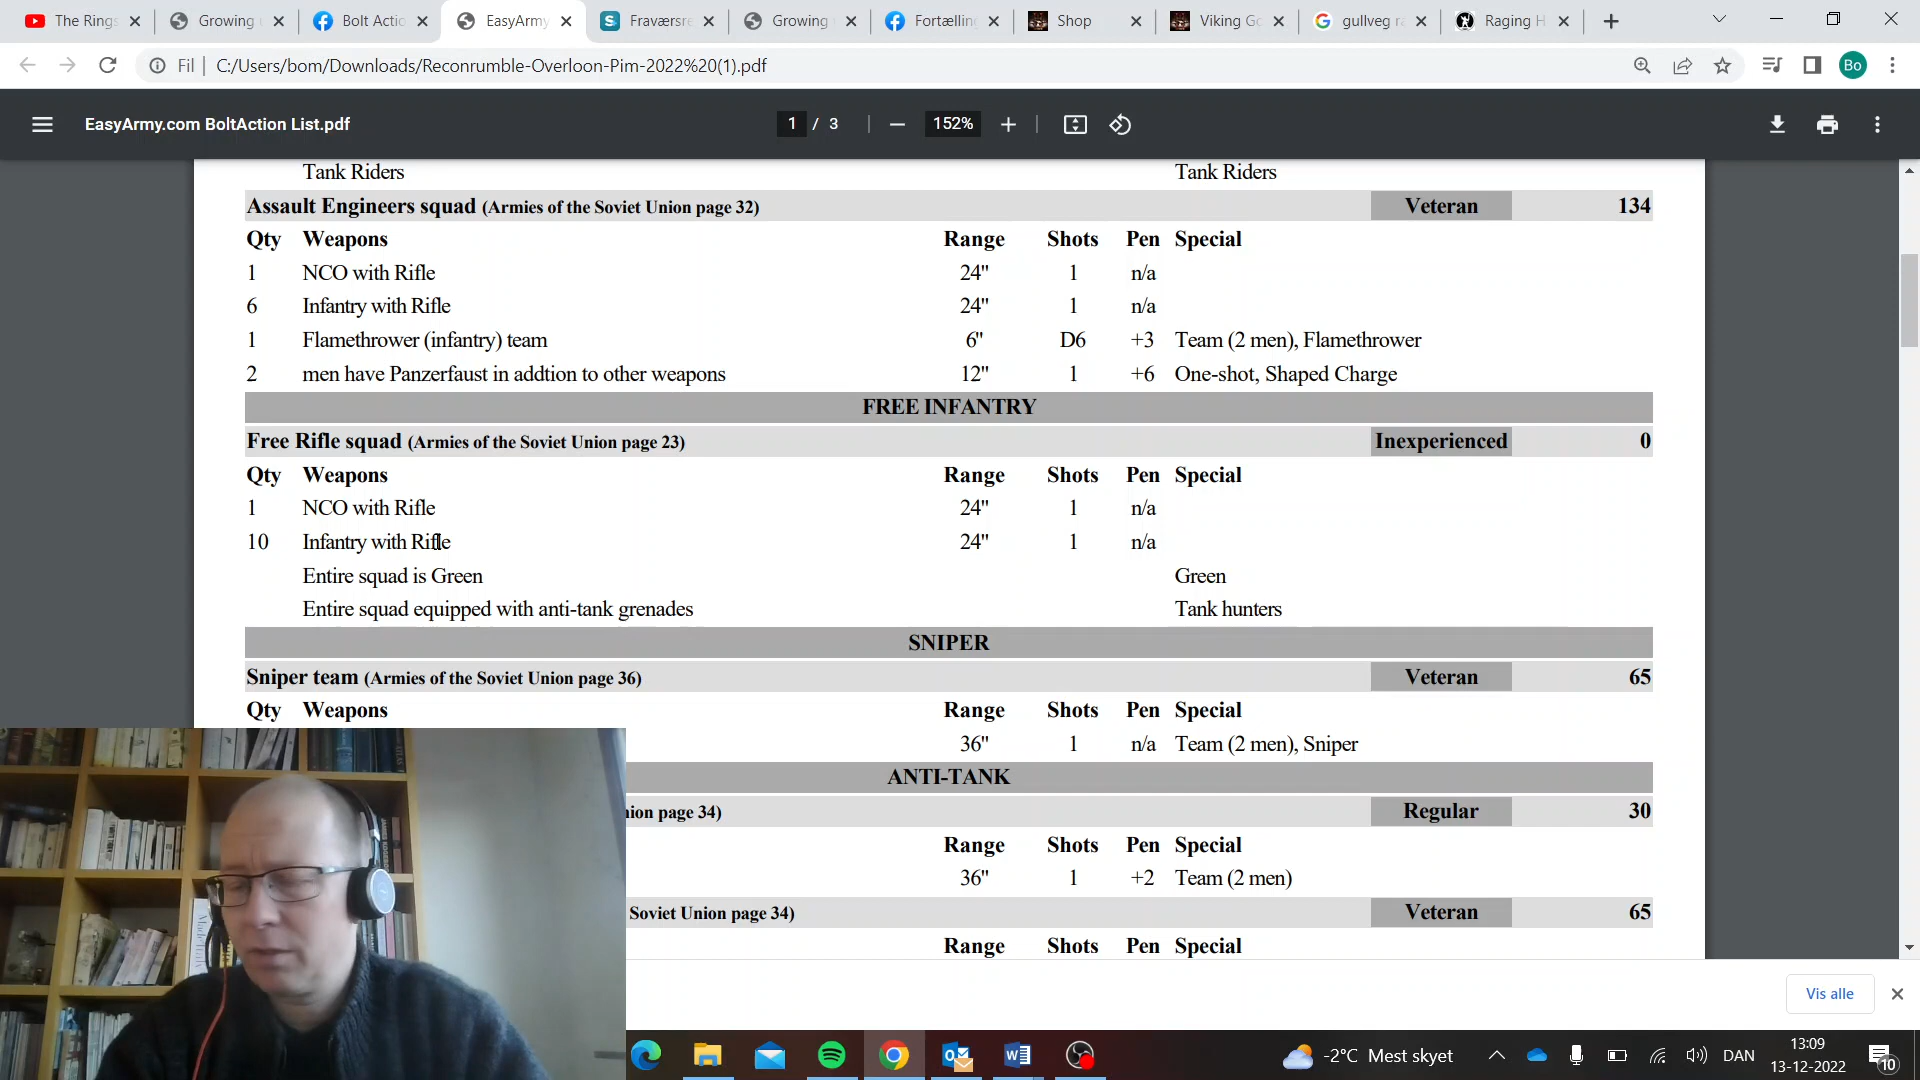 The Rings
Growing
Bolt Actio
EasyArmy
Fraværsre
Growing
Fortællin
Shop
Viking Go
gullveg ra
Raging H
Fil
C:/Users/bom/Downloads/Reconrumble-Overloon-Pim-2022%20(1).pdf
Bo
EasyArmy.com BoltAction List.pdf
1 / 3
152%
Tank Riders Tank Riders
Assault Engineers squad (Armies of the Soviet Union page 32) Veteran 134
Qty Weapons Range Shots Pen Special
1 NCO with Rifle 24" 1 n/a
6 Infantry with Rifle 24" 1 n/a
1 Flamethrower (infantry) team 6" D6 +3 Team (2 men), Flamethrower
2 men have Panzerfaust in addtion to other weapons 12" 1 +6 One-shot, Shaped Charge
FREE INFANTRY
Free Rifle squad (Armies of the Soviet Union page 23) Inexperienced 0
Qty Weapons Range Shots Pen Special
1 NCO with Rifle 24" 1 n/a
10 Infantry with Rifle 24" 1 n/a
Entire squad is Green Green
Entire squad equipped with anti-tank grenades Tank hunters
SNIPER
Sniper team (Armies of the Soviet Union page 36) Veteran 65
Qty Weapons Range Shots Pen Special
36" 1 n/a Team (2 men), Sniper
ANTI-TANK
nion page 34) Regular 30
Range Shots Pen Special
36" 1 +2 Team (2 men)
Soviet Union page 34) Veteran 65
Range Shots Pen Special
Vis alle
-2°C Mest skyet
DAN
13:09
13-12-2022
10